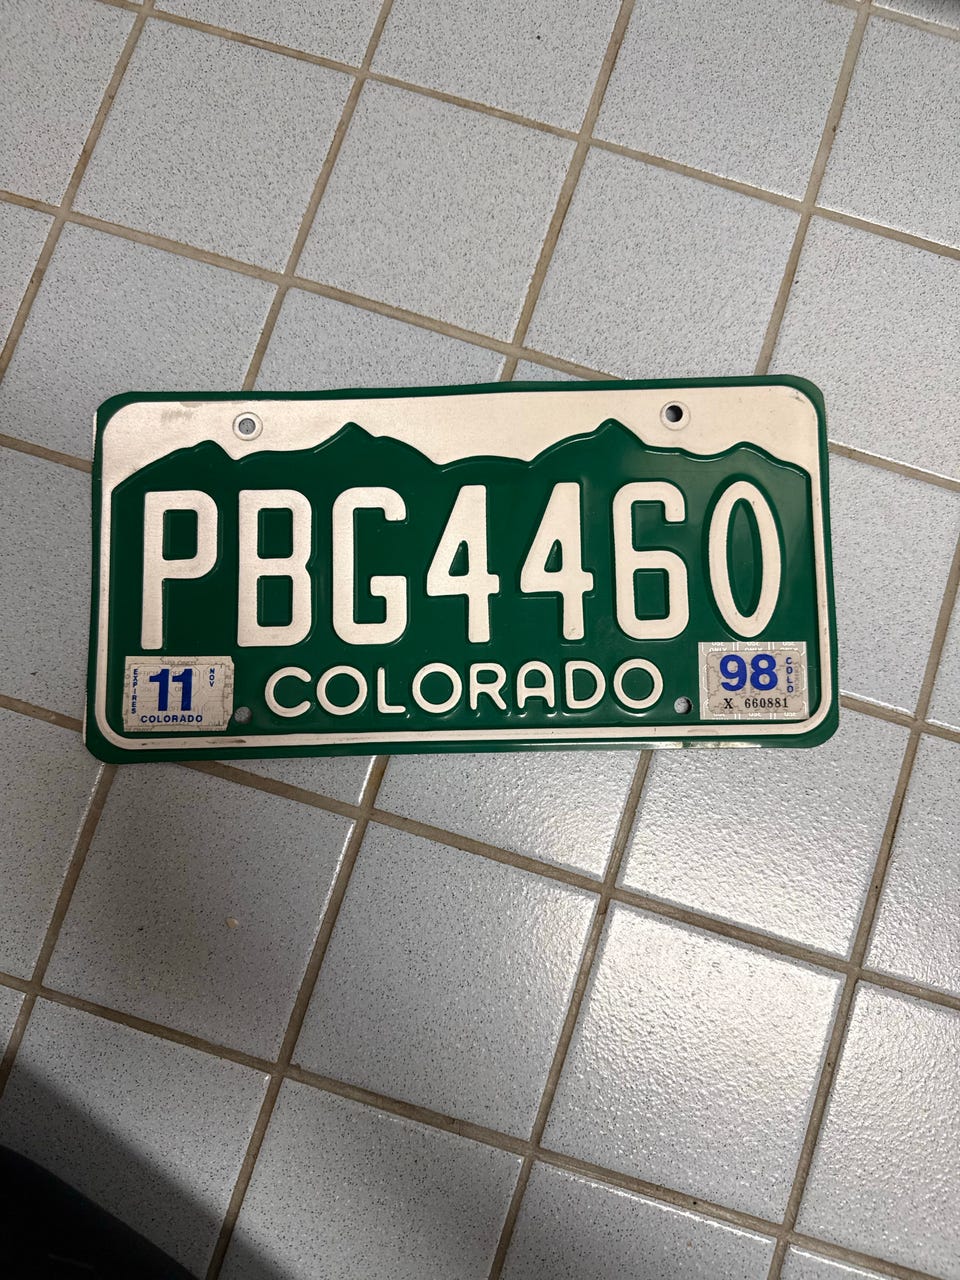 PBG4460
EXPIRES
11
NOV
COLORADO
COLORADO
98
COLO
X 660881